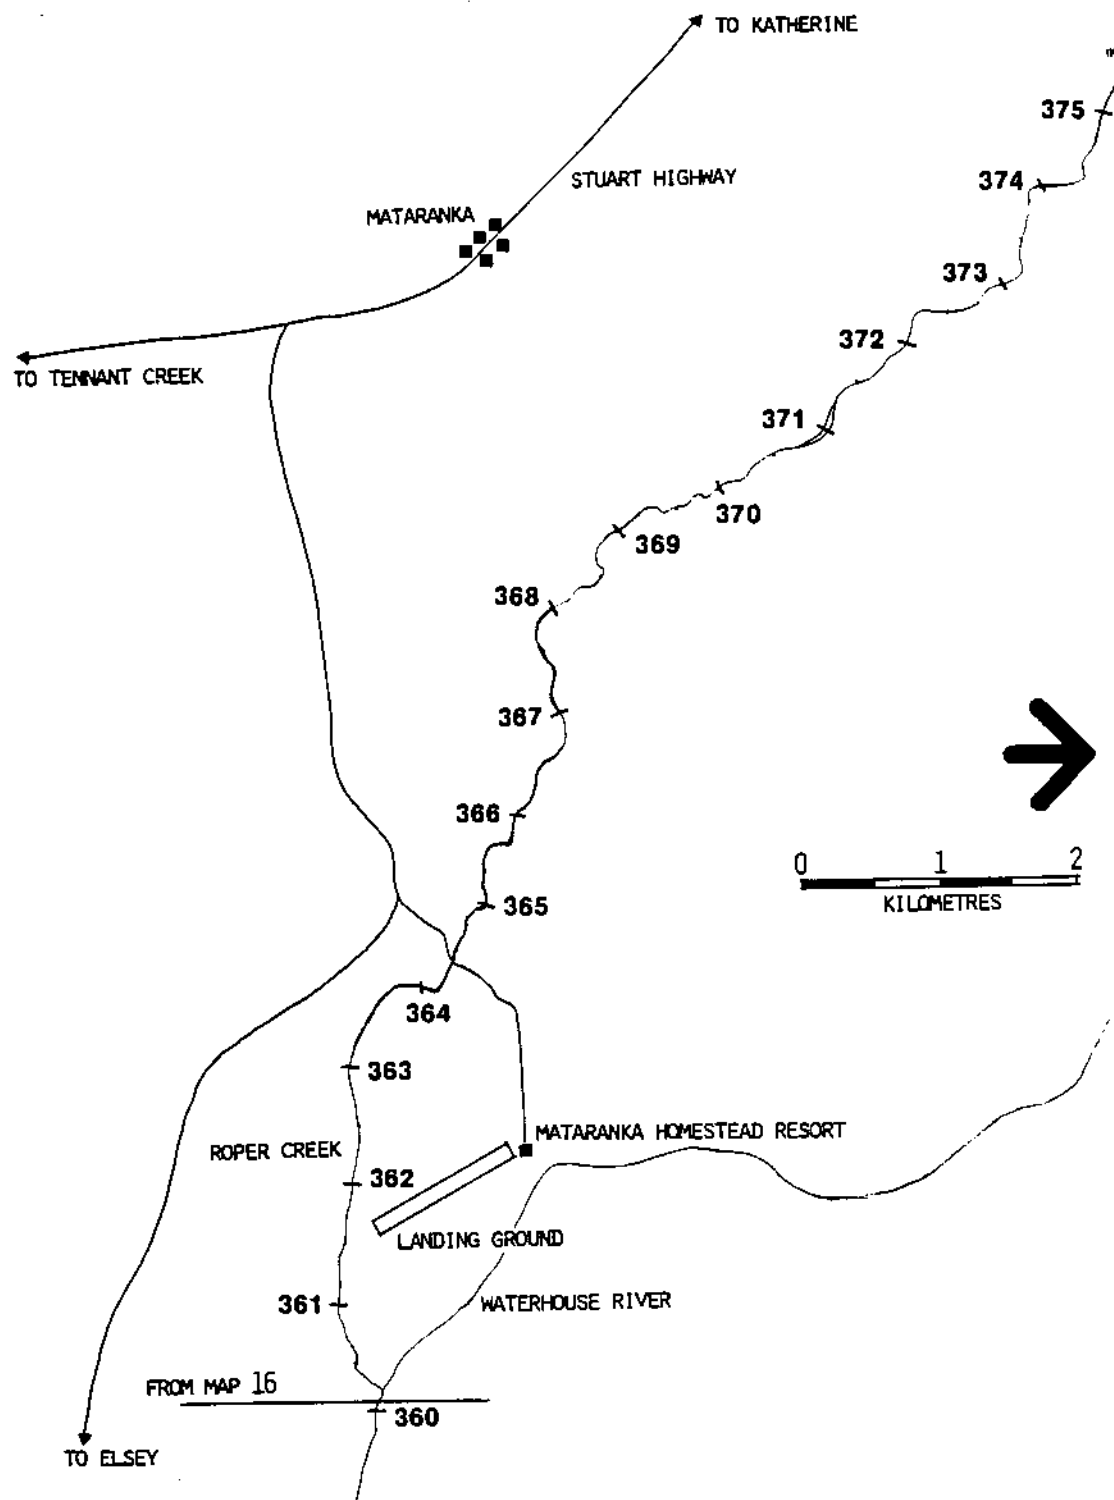 TO KATHERINE
375
STUART HIGHWAY
374
MATARANKA
373
372
TO TENNANT CREEK
371
370
369
368
367
366
0 1 2
KILOMETRES
365
364
363
MATARANKA HOMESTEAD RESORT
ROPER CREEK
362
LANDING GROUND
361
WATERHOUSE RIVER
FROM MAP 16
360
TO ELSEY